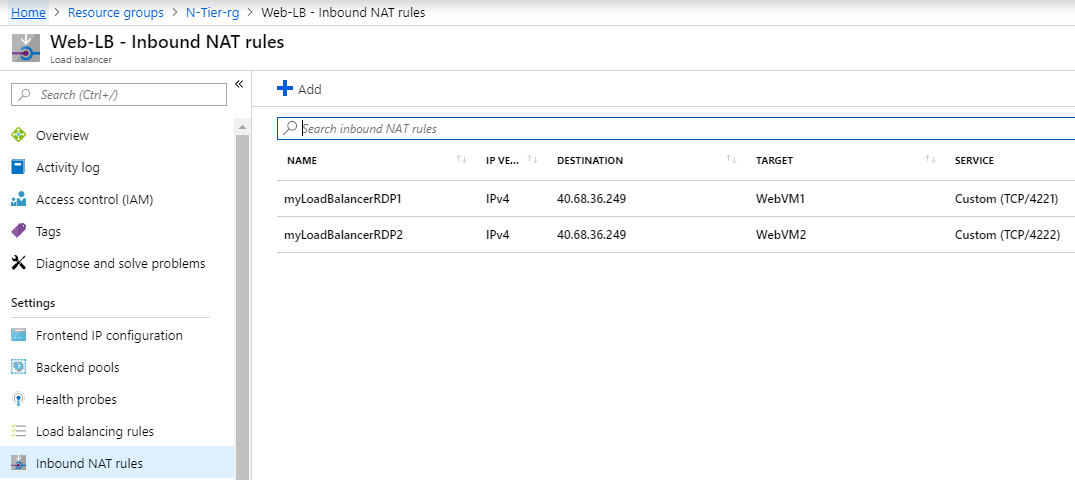 Home > Resource groups > N-Tier-rg > Web-LB - Inbound NAT rules
Web-LB - Inbound NAT rules
Load balancer
Search (Ctrl+/)
«
Overview
Activity log
Access control (IAM)
Tags
Diagnose and solve problems
Settings
Frontend IP configuration
Backend pools
Health probes
Load balancing rules
Inbound NAT rules
Add
Search inbound NAT rules
NAME IP VE... DESTINATION TARGET SERVICE
myLoadBalancerRDP1 IPv4 40.68.36.249 WebVM1 Custom (TCP/4221)
myLoadBalancerRDP2 IPv4 40.68.36.249 WebVM2 Custom (TCP/4222)